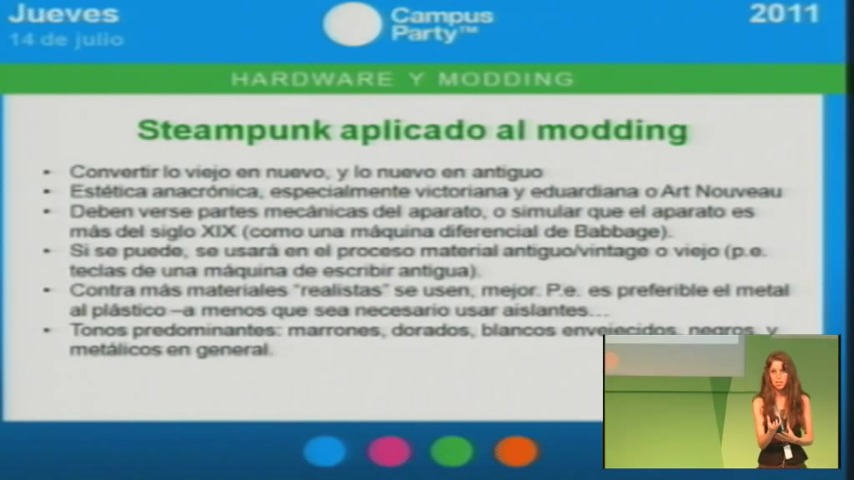 Jueves
14 de julio
Campus
Party™
2011
HARDWARE Y MODDING
Steampunk aplicado al modding
• Convertir lo viejo en nuevo, y lo nuevo en antiguo
• Estética anacrónica, especialmente victoriana y eduardiana o Art Nouveau
• Deben verse partes mecánicas del aparato, o simular que el aparato es
más del siglo XIX (como una máquina diferencial de Babbage).
• Si se puede, se usará en el proceso material antiguo/vintage o viejo (p.e.
teclas de una máquina de escribir antigua).
• Contra más materiales "realistas" se usen, mejor. P.e. es preferible el metal
al plástico –a menos que sea necesario usar aislantes…
• Tonos predominantes: marrones, dorados, blancos envejecidos, negros, y
metálicos en general.